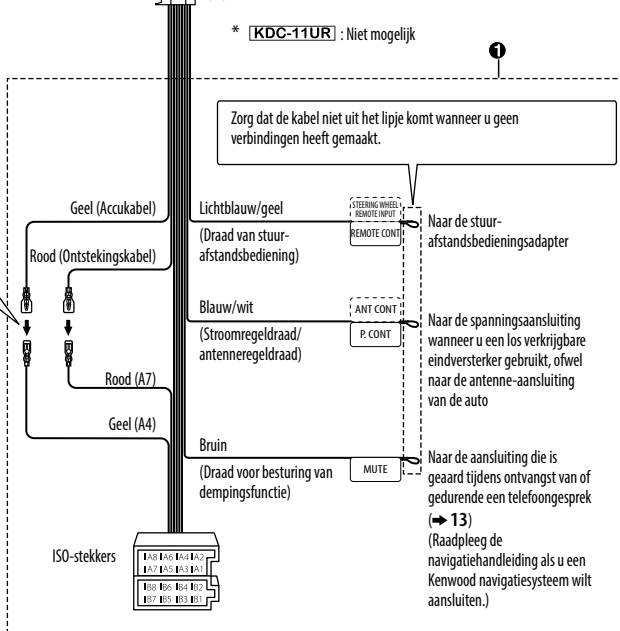 * KDC-11UR : Niet mogelijk
1
Zorg dat de kabel niet uit het lipje komt wanneer u geen
verbindingen heeft gemaakt.
Geel (Accukabel)
Rood (Ontstekingskabel)
Rood (A7)
Geel (A4)
Lichtblauw/geel
(Draad van stuur-
afstandsbediening)
STEERING WHEEL
REMOTE INPUT
REMOTE CONT
Naar de stuur-
afstandsbedieningsadapter
Blauw/wit
(Stroomregeldraad/
antenneregeldraad)
ANT CONT
P. CONT
Naar de spanningsaansluiting
wanneer u een los verkrijgbare
eindversterker gebruikt, ofwel
naar de antenne-aansluiting
van de auto
Bruin
(Draad voor besturing van
dempingsfunctie)
MUTE
Naar de aansluiting die is
geaard tijdens ontvangst van of
gedurende een telefoongesprek
(➡ 13)
(Raadpleeg de
navigatiehandleiding als u een
Kenwood navigatiesysteem wilt
aansluiten.)
ISO-stekkers
A8 A6 A4 A2
A7 A5 A3 A1
B8 B6 B4 B2
B7 B5 B3 B1